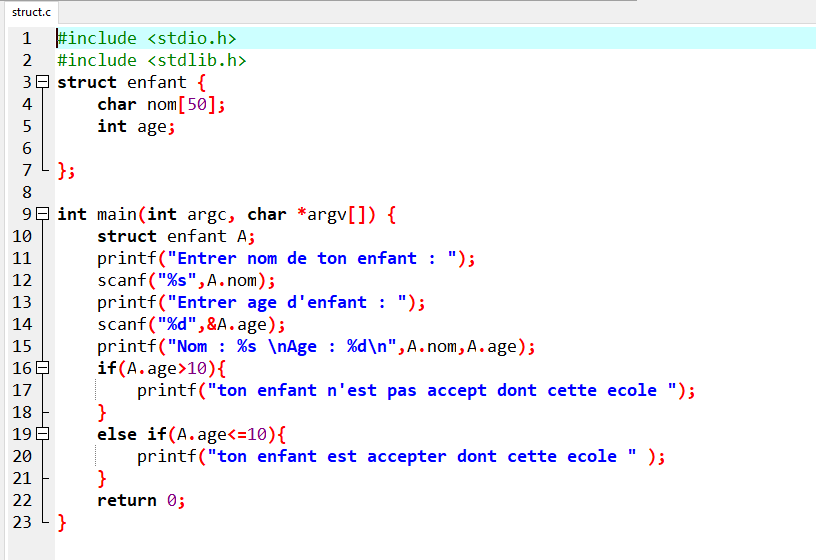 struct.c
1 #include <stdio.h>
2 #include <stdlib.h>
3 struct enfant {
4 char nom[50];
5 int age;
6
7 };
8
9 int main(int argc, char *argv[]) {
10 struct enfant A;
11 printf("Entrer nom de ton enfant : ");
12 scanf("%s",A.nom);
13 printf("Entrer age d'enfant : ");
14 scanf("%d",&A.age);
15 printf("Nom : %s \nAge : %d\n",A.nom,A.age);
16 if(A.age>10){
17 printf("ton enfant n'est pas accept dont cette ecole ");
18 }
19 else if(A.age<=10){
20 printf("ton enfant est accepter dont cette ecole " );
21 }
22 return 0;
23 }